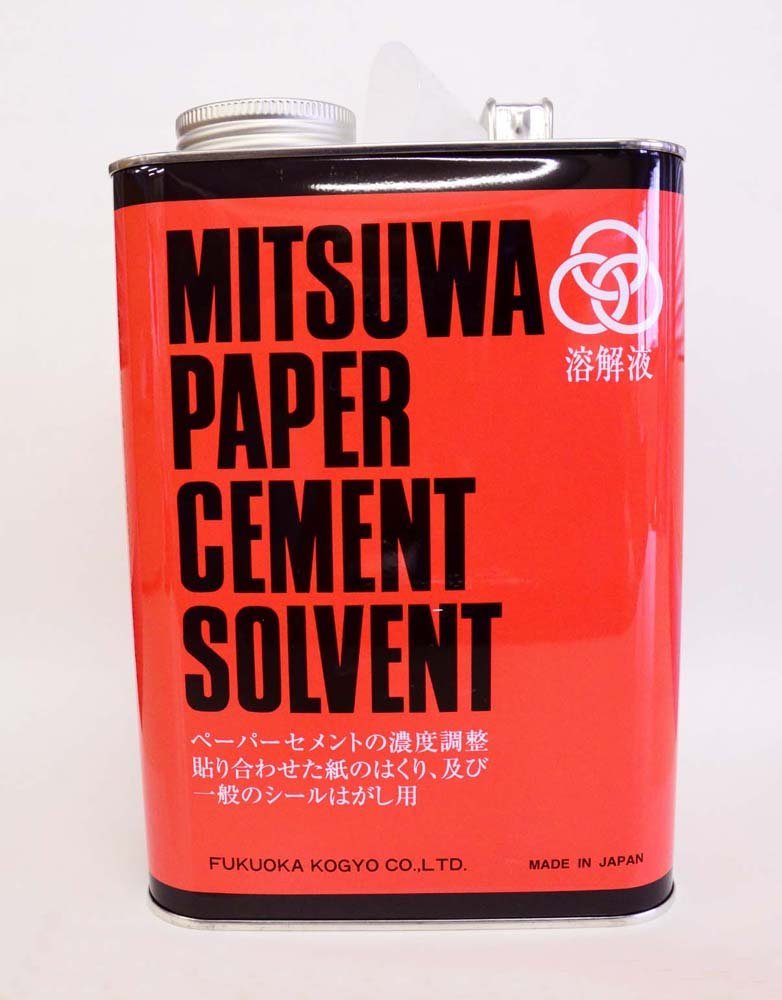 MITSUWA
PAPER
CEMENT
SOLVENT
溶解液
ペーパーセメントの濃度調整
貼り合わせた紙のはくり、及び
一般のシールはがし用
FUKUOKA KOGYO CO.,LTD.
MADE IN JAPAN